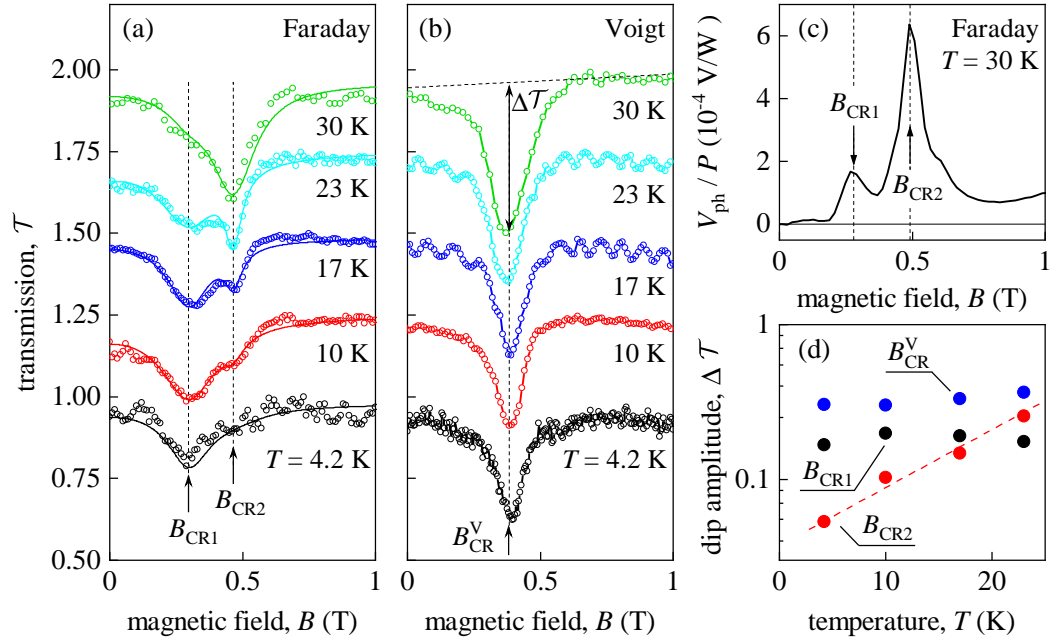 (a) Faraday
transmission, 𝒯
2.00
1.75
1.50
1.25
1.00
0.75
0.50
30 K
23 K
17 K
10 K
T = 4.2 K
B_CR1
B_CR2
0 0.5 1
magnetic field, B (T)
(b) Voigt
Δ𝒯
30 K
23 K
17 K
10 K
T = 4.2 K
B^V_CR
0 0.5 1
magnetic field, B (T)
(c) Faraday
T = 30 K
V_ph / P (10⁻⁴ V/W)
6
4
2
0
B_CR1
B_CR2
0 0.5 1
magnetic field, B (T)
(d)
dip amplitude, Δ 𝒯
1
0.1
B^V_CR
B_CR1
B_CR2
0 10 20
temperature, T (K)